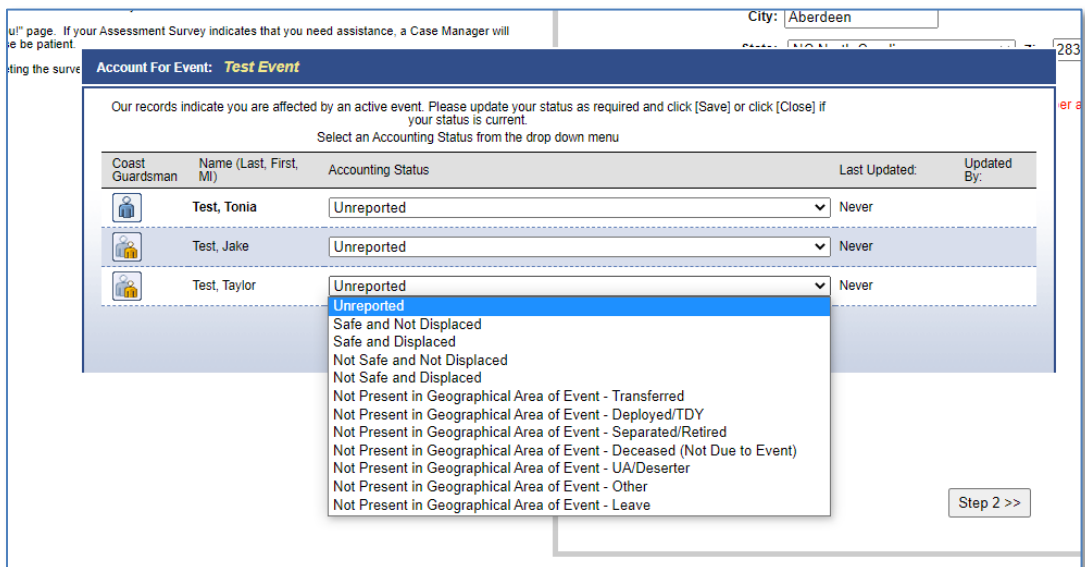 City: Aberdeen
u!" page. If your Assessment Survey indicates that you need assistance, a Case Manager will
se be patient.
283
eting the surve
Account For Event: Test Event
Our records indicate you are affected by an active event. Please update your status as required and click [Save] or click [Close] if
your status is current.
er a
Select an Accounting Status from the drop down menu
Coast Guardsman Name (Last, First, MI) Accounting Status Last Updated: Updated By:
Test, Tonia Unreported Never
Test, Jake Unreported Never
Test, Taylor Unreported Never
Unreported
Safe and Not Displaced
Safe and Displaced
Not Safe and Not Displaced
Not Safe and Displaced
Not Present in Geographical Area of Event - Transferred
Not Present in Geographical Area of Event - Deployed/TDY
Not Present in Geographical Area of Event - Separated/Retired
Not Present in Geographical Area of Event - Deceased (Not Due to Event)
Not Present in Geographical Area of Event - UA/Deserter
Not Present in Geographical Area of Event - Other
Not Present in Geographical Area of Event - Leave
Step 2 >>